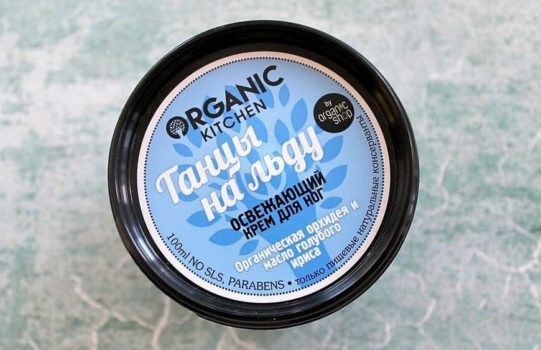 ORGANIC
KITCHEN
by
organic
shop
Танцы
на льду
ОСВЕЖАЮЩИЙ
КРЕМ ДЛЯ НОГ
Органическая орхидея и
масло голубого
ириса
100ml NO SLS, PARABENS • только пищевые натуральные консерванты